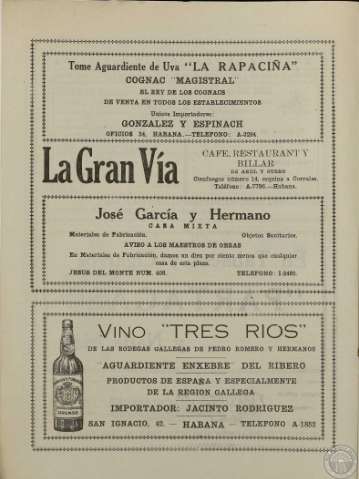 Tome Aguardiente de Uva "LA RAPACIÑA"
COGNAC "MAGISTRAL"
EL REY DE LOS COGNACS
DE VENTA EN TODOS LOS ESTABLECIMIENTOS
Unicos Importadores:
GONZALEZ Y ESPINACH
OFICIOS 34, HABANA.—TELEFONO: A-2294.
La Gran Vía
CAFE, RESTAURANT Y
BILLAR
Cienfuegos número 14, esquina a Corrales.
Teléfono: A-7796.—Habana.
José García y Hermano
CASA MIXTA
Materiales de Fabricación. Objetos Sanitarios.
AVISO A LOS MAESTROS DE OBRAS
En Materiales de Fabricación, damos un diez por ciento menos que cualquier
casa de esta plaza.
JESUS DEL MONTE NUM. TELEFONO:
VINO "TRES RIOS"
DE LAS BODEGAS GALLEGAS DE PEDRO ROMERO Y HERMANOS
AGUARDIENTE ENXEBRE DEL RIBERO
PRODUCTOS DE ESPAÑA Y ESPECIALMENTE
DE LA REGION GALLEGA
IMPORTADOR: JACINTO RODRIGUEZ
SAN IGNACIO, 42. — HABANA — TELEFONO A-1852